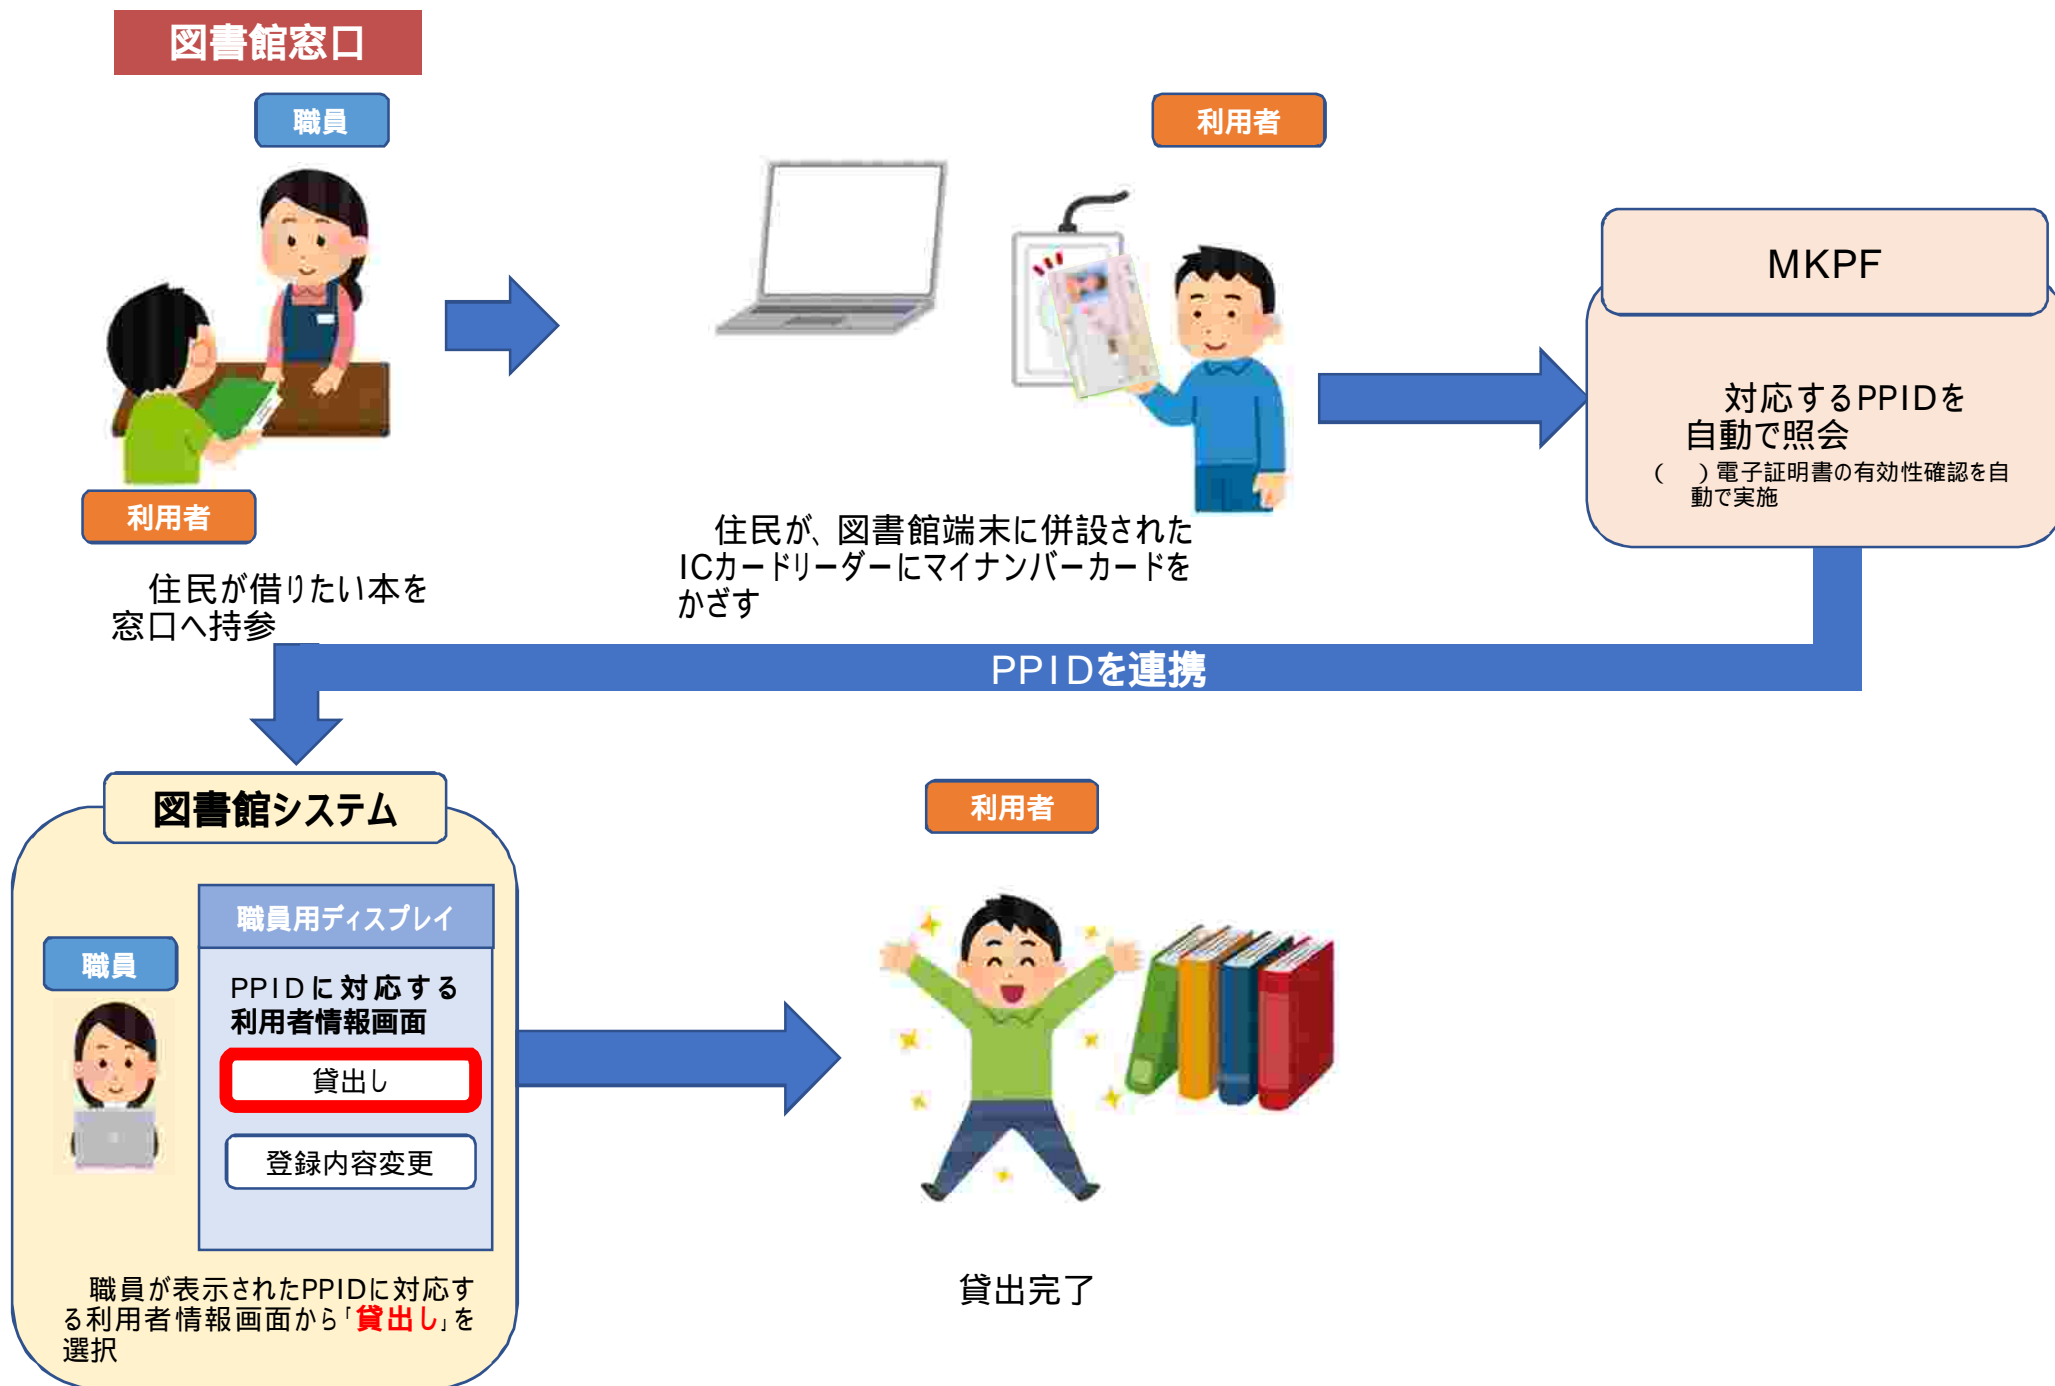 図書館窓口
職員
利用者
住民が借りたい本を
窓口へ持参
利用者
住民が、図書館端末に併設された
ICカードリーダーにマイナンバーカードを
かざす
MKPF
対応するPPIDを
自動で照会
(　)電子証明書の有効性確認を自
動で実施
PPIDを連携
図書館システム
職員
職員用ディスプレイ
PPIDに対応する
利用者情報画面
貸出し
登録内容変更
職員が表示されたPPIDに対応す
る利用者情報画面から「貸出し」を
選択
利用者
貸出完了